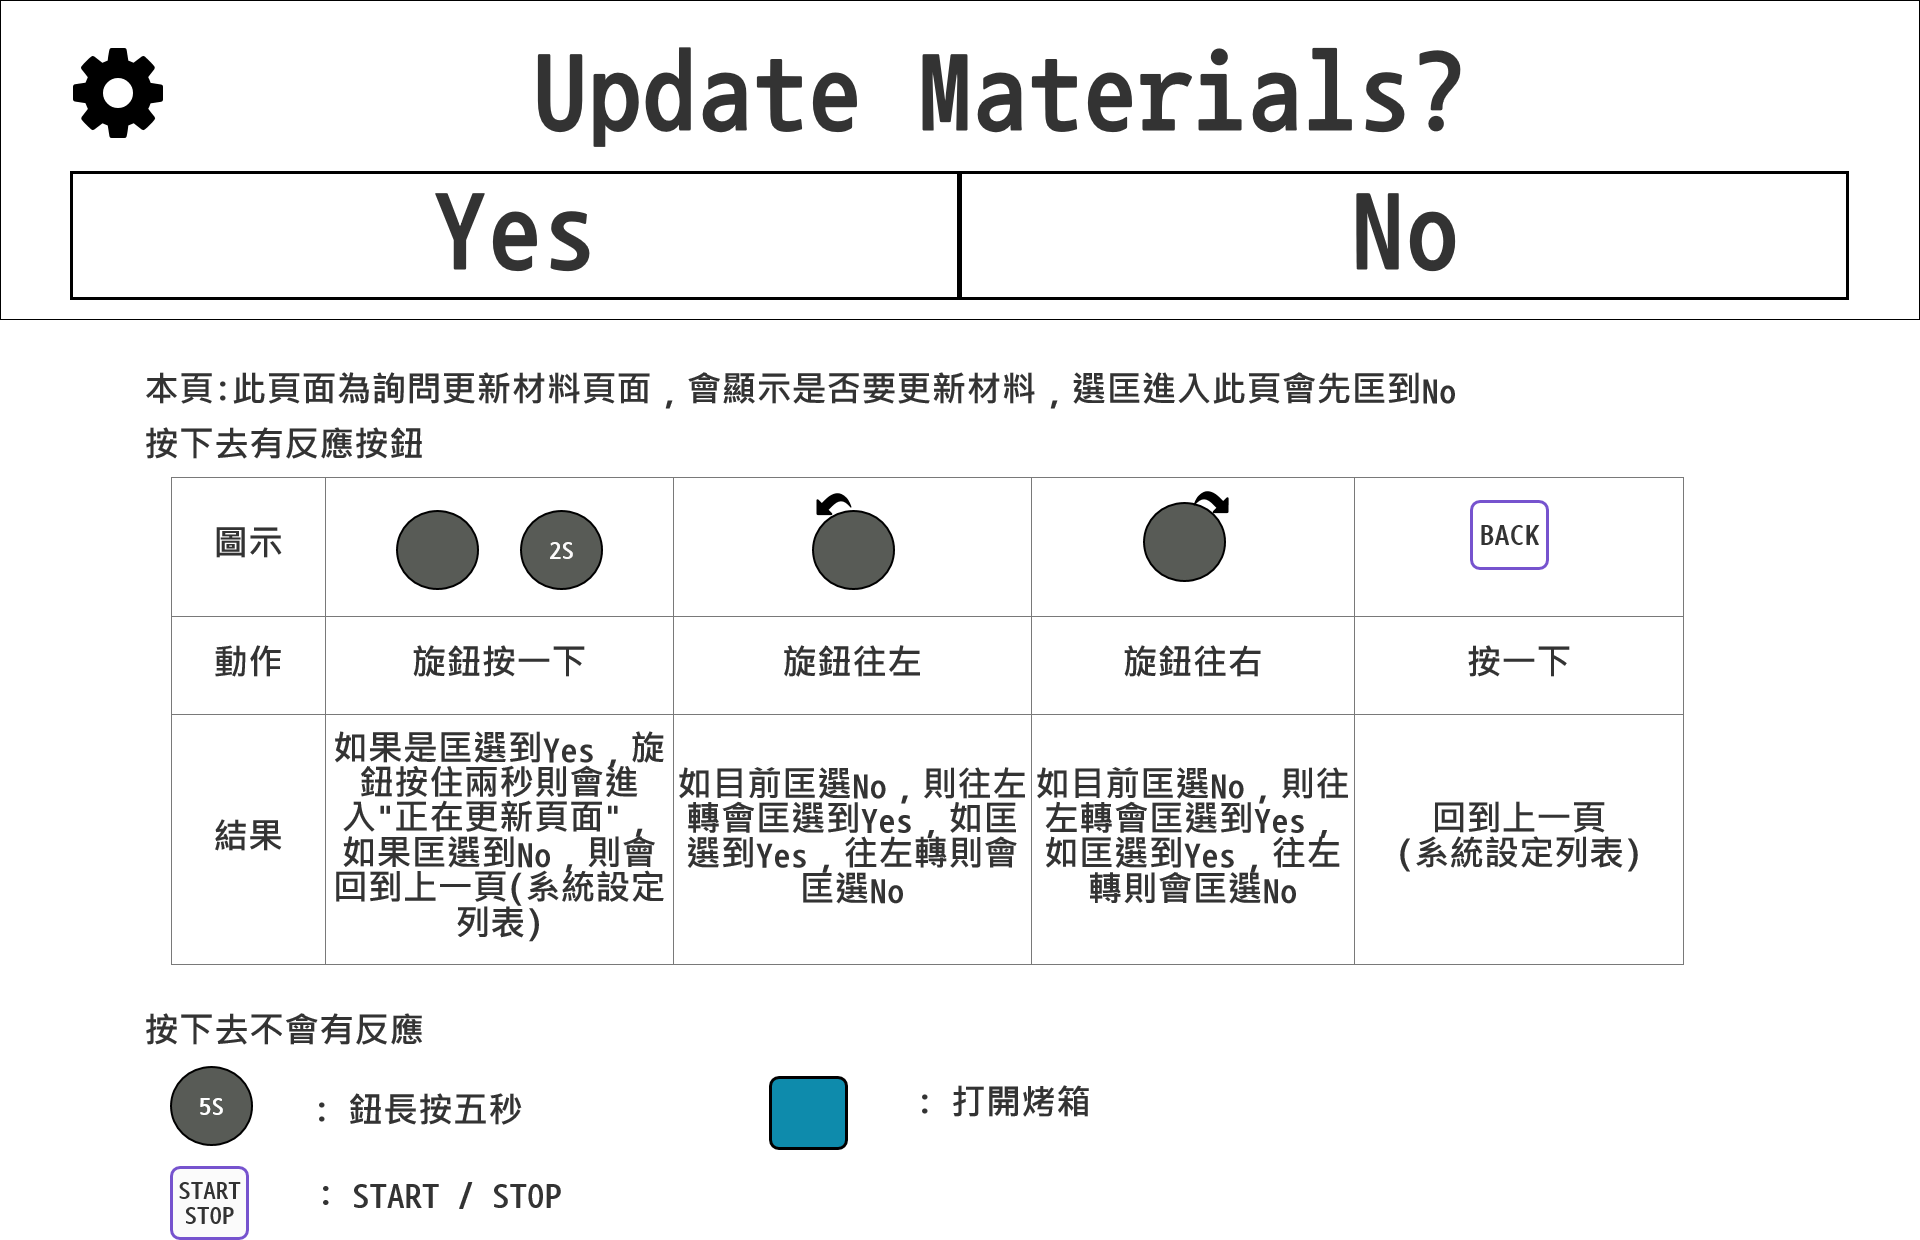 Update Materials?
Yes
No
本頁:此頁面為詢問更新材料頁面,會顯示是否要更新材料,選匡進入此頁會先匡到No
按下去有反應按鈕
圖示
2S
BACK
動作
旋鈕按一下
旋鈕往左
旋鈕往右
按一下
結果
如果是匡選到Yes,旋
鈕按住兩秒則會進
入"正在更新頁面",
如果匡選到No,則會
回到上一頁(系統設定
列表)
如目前匡選No,則往左
轉會匡選到Yes,如匡
選到Yes,往左轉則會
匡選No
如目前匡選No,則往
左轉會匡選到Yes,
如匡選到Yes,往左
轉則會匡選No
回到上一頁
(系統設定列表)
按下去不會有反應
5S
: 鈕長按五秒
: 打開烤箱
START
STOP
: START / STOP